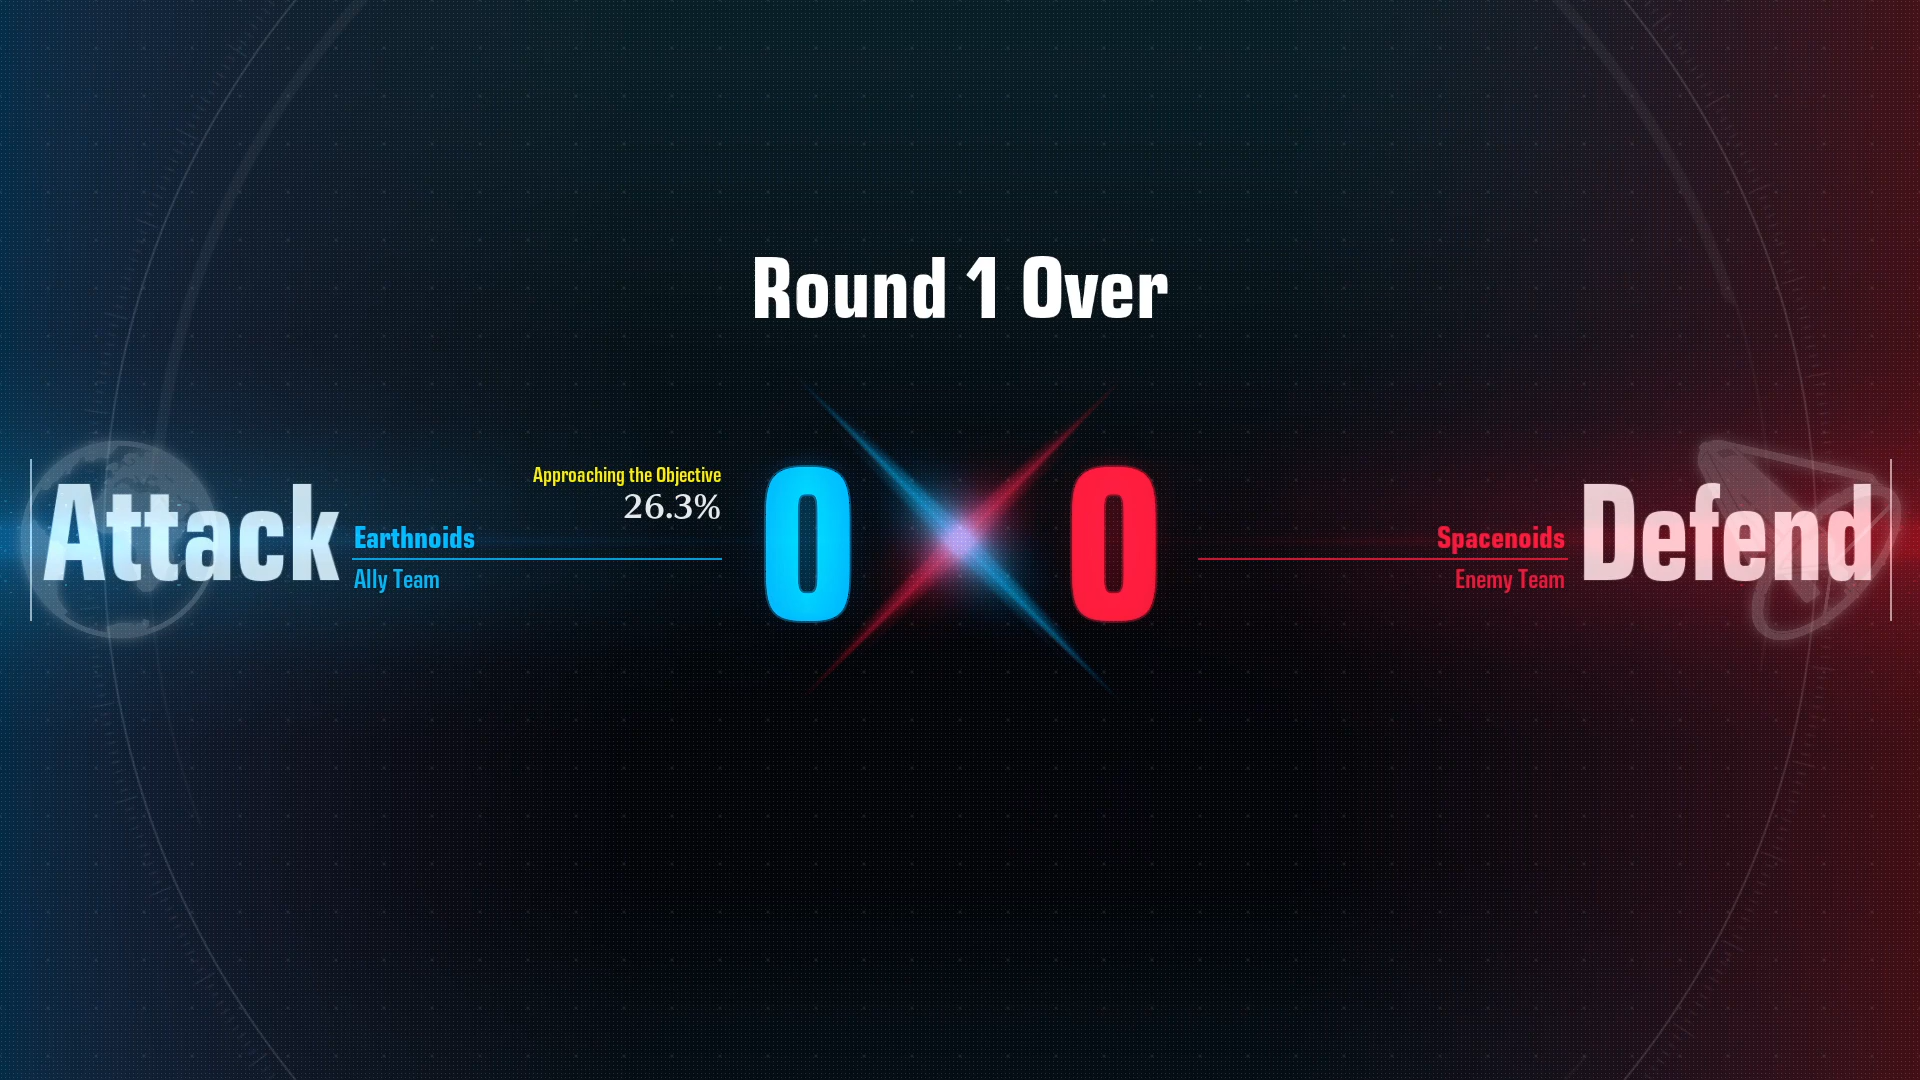 Round 1 Over
Attack
Earthnoids
Ally Team
Approaching the Objective
26.3%
0
0
Spacenoids
Enemy Team
Defend